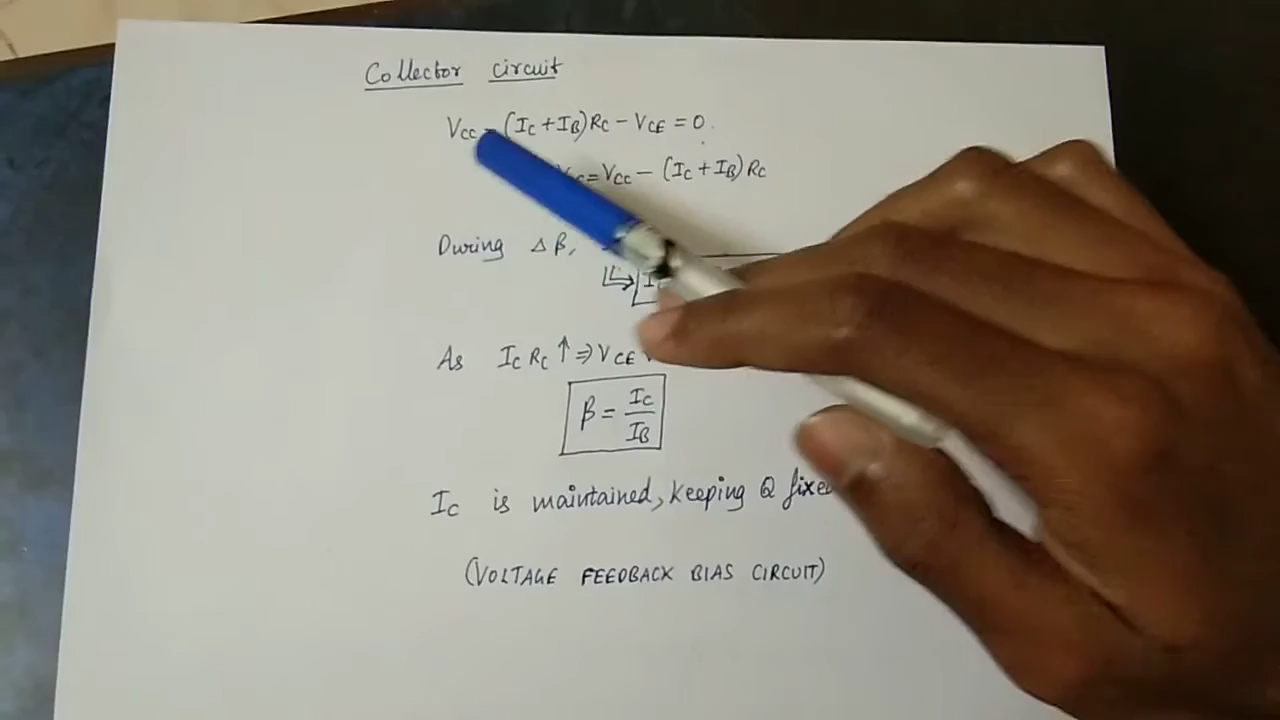 Collector circuit
Vcc - (Ic + IB) Rc - VCE = 0.
= Vcc - (Ic + IB) Rc
During Δ β,
As Ic Rc ↑ ⇒ VCE
β = Ic / IB
Ic is maintained, keeping Q fixed
(VOLTAGE FEEDBACK BIAS CIRCUIT)